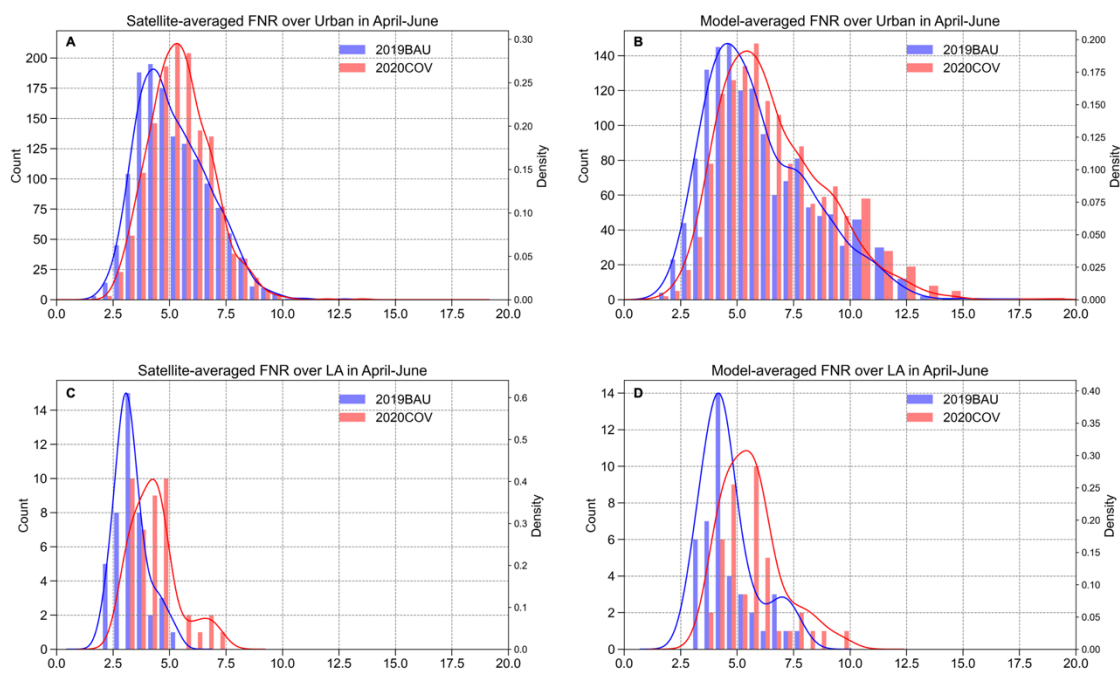 Satellite-averaged FNR over Urban in April-June
A
2019BAU
2020COV
Count
200
175
150
125
100
75
50
25
0
0.0 2.5 5.0 7.5 10.0 12.5 15.0 17.5 20.0
0.30
0.25
0.20
0.15
0.10
0.05
0.00
Density
Model-averaged FNR over Urban in April-June
B
2019BAU
2020COV
Count
140
120
100
80
60
40
20
0
0.0 2.5 5.0 7.5 10.0 12.5 15.0 17.5 20.0
0.200
0.175
0.150
0.125
0.100
0.075
0.050
0.025
0.000
Density
Satellite-averaged FNR over LA in April-June
C
2019BAU
2020COV
Count
14
12
10
8
6
4
2
0
0.0 2.5 5.0 7.5 10.0 12.5 15.0 17.5 20.0
0.6
0.5
0.4
0.3
0.2
0.1
0.0
Density
Model-averaged FNR over LA in April-June
D
2019BAU
2020COV
Count
14
12
10
8
6
4
2
0
0.0 2.5 5.0 7.5 10.0 12.5 15.0 17.5 20.0
0.40
0.35
0.30
0.25
0.20
0.15
0.10
0.05
0.00
Density